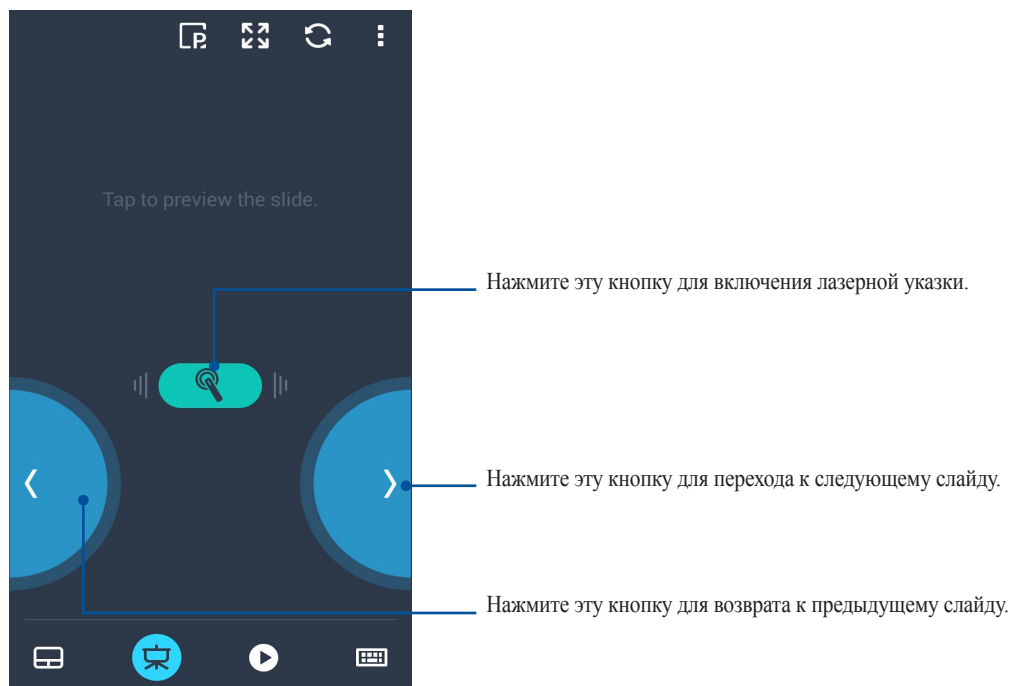 P
Tap to preview the slide.
Нажмите эту кнопку для включения лазерной указки.
Нажмите эту кнопку для перехода к следующему слайду.
Нажмите эту кнопку для возврата к предыдущему слайду.